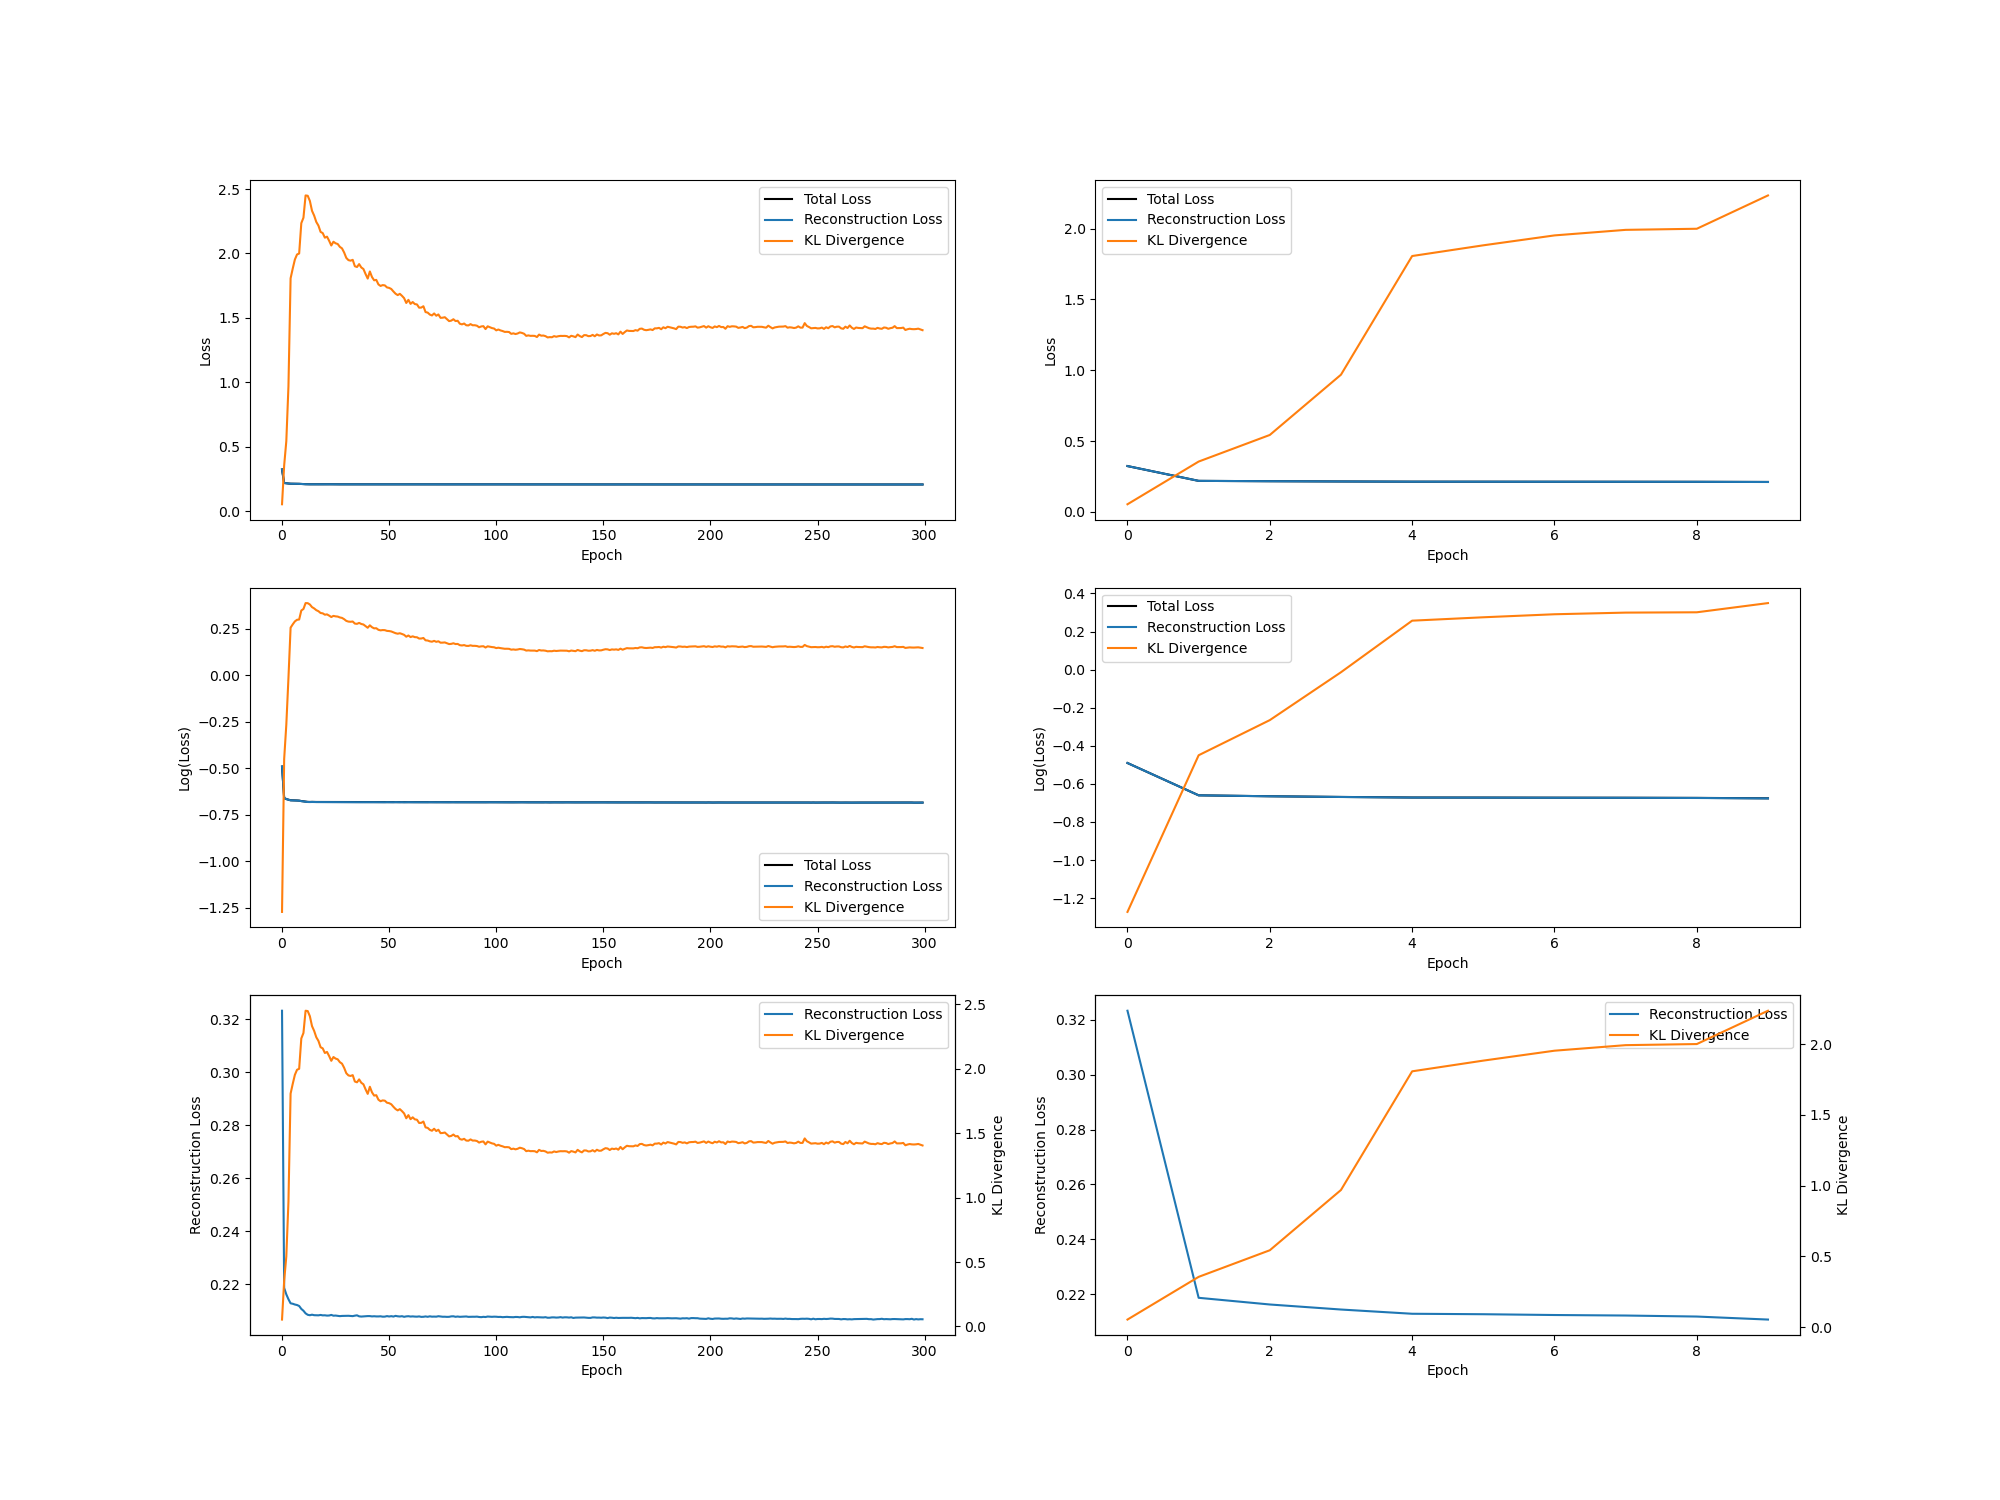 2.5
2.0
1.5
1.0
0.5
0.0
Loss
0 50 100 150 200 250 300
Epoch
Total Loss
Reconstruction Loss
KL Divergence
2.0
1.5
1.0
0.5
0.0
Loss
0 2 4 6 8
Epoch
Total Loss
Reconstruction Loss
KL Divergence
0.25
0.00
−0.25
−0.50
−0.75
−1.00
−1.25
Log(Loss)
0 50 100 150 200 250 300
Epoch
Total Loss
Reconstruction Loss
KL Divergence
0.4
0.2
0.0
−0.2
−0.4
−0.6
−0.8
−1.0
−1.2
Log(Loss)
0 2 4 6 8
Epoch
Total Loss
Reconstruction Loss
KL Divergence
0.32
0.30
0.28
0.26
0.24
0.22
Reconstruction Loss
0 50 100 150 200 250 300
Epoch
Reconstruction Loss
KL Divergence
2.5
2.0
1.5
1.0
0.5
0.0
KL Divergence
0.32
0.30
0.28
0.26
0.24
0.22
Reconstruction Loss
0 2 4 6 8
Epoch
Reconstruction Loss
KL Divergence
2.0
1.5
1.0
0.5
0.0
KL Divergence